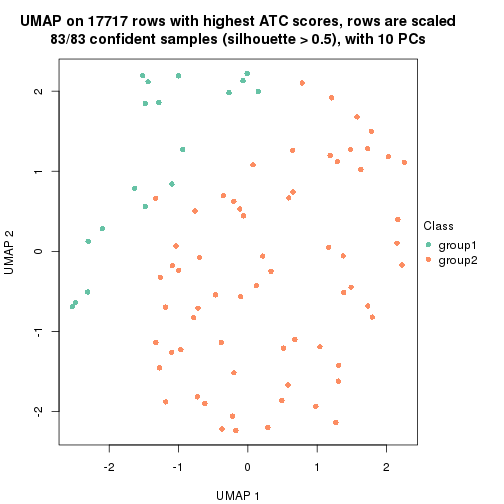 UMAP on 17717 rows with highest ATC scores, rows are scaled
83/83 confident samples (silhouette > 0.5), with 10 PCs
2
1
0
-1
-2
UMAP 2
-2
-1
0
1
2
UMAP 1
Class
group1
group2